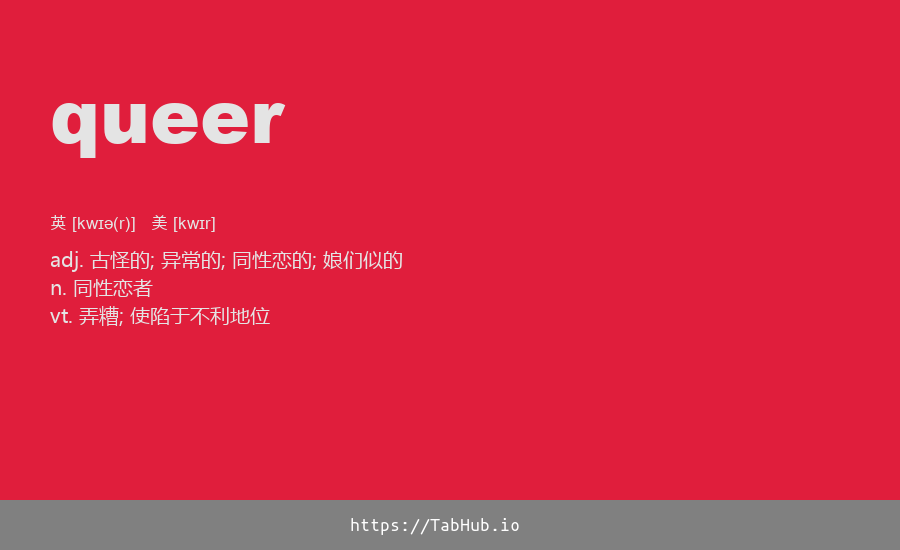 queer
英 [kwɪə(r)] 美 [kwɪr]
adj. 古怪的; 异常的; 同性恋的; 娘们似的
n. 同性恋者
vt. 弄糟; 使陷于不利地位
https://TabHub.io